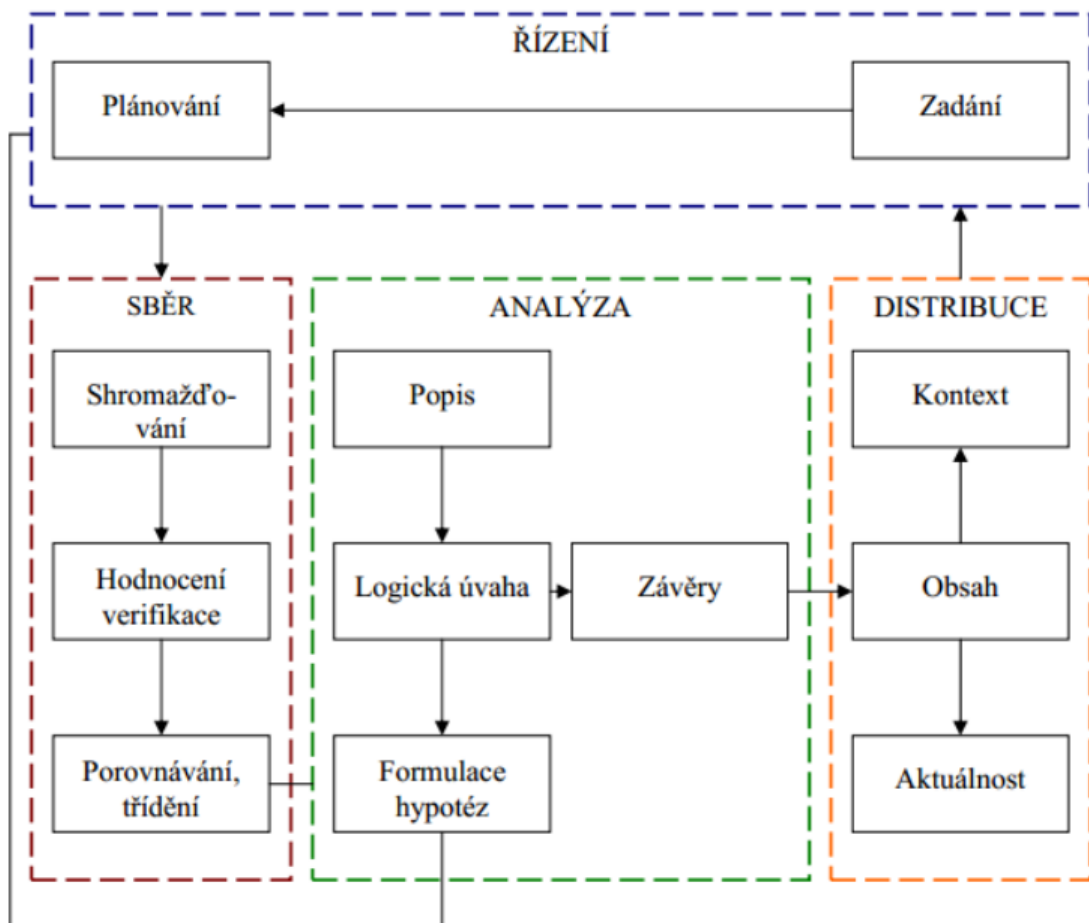 ŘÍZENÍ
Plánování
Zadání
SBĚR
Shromažďo-
vání
Hodnocení
verifikace
Porovnávání,
třídění
ANALÝZA
Popis
Logická úvaha
Závěry
Formulace
hypotéz
DISTRIBUCE
Kontext
Obsah
Aktuálnost